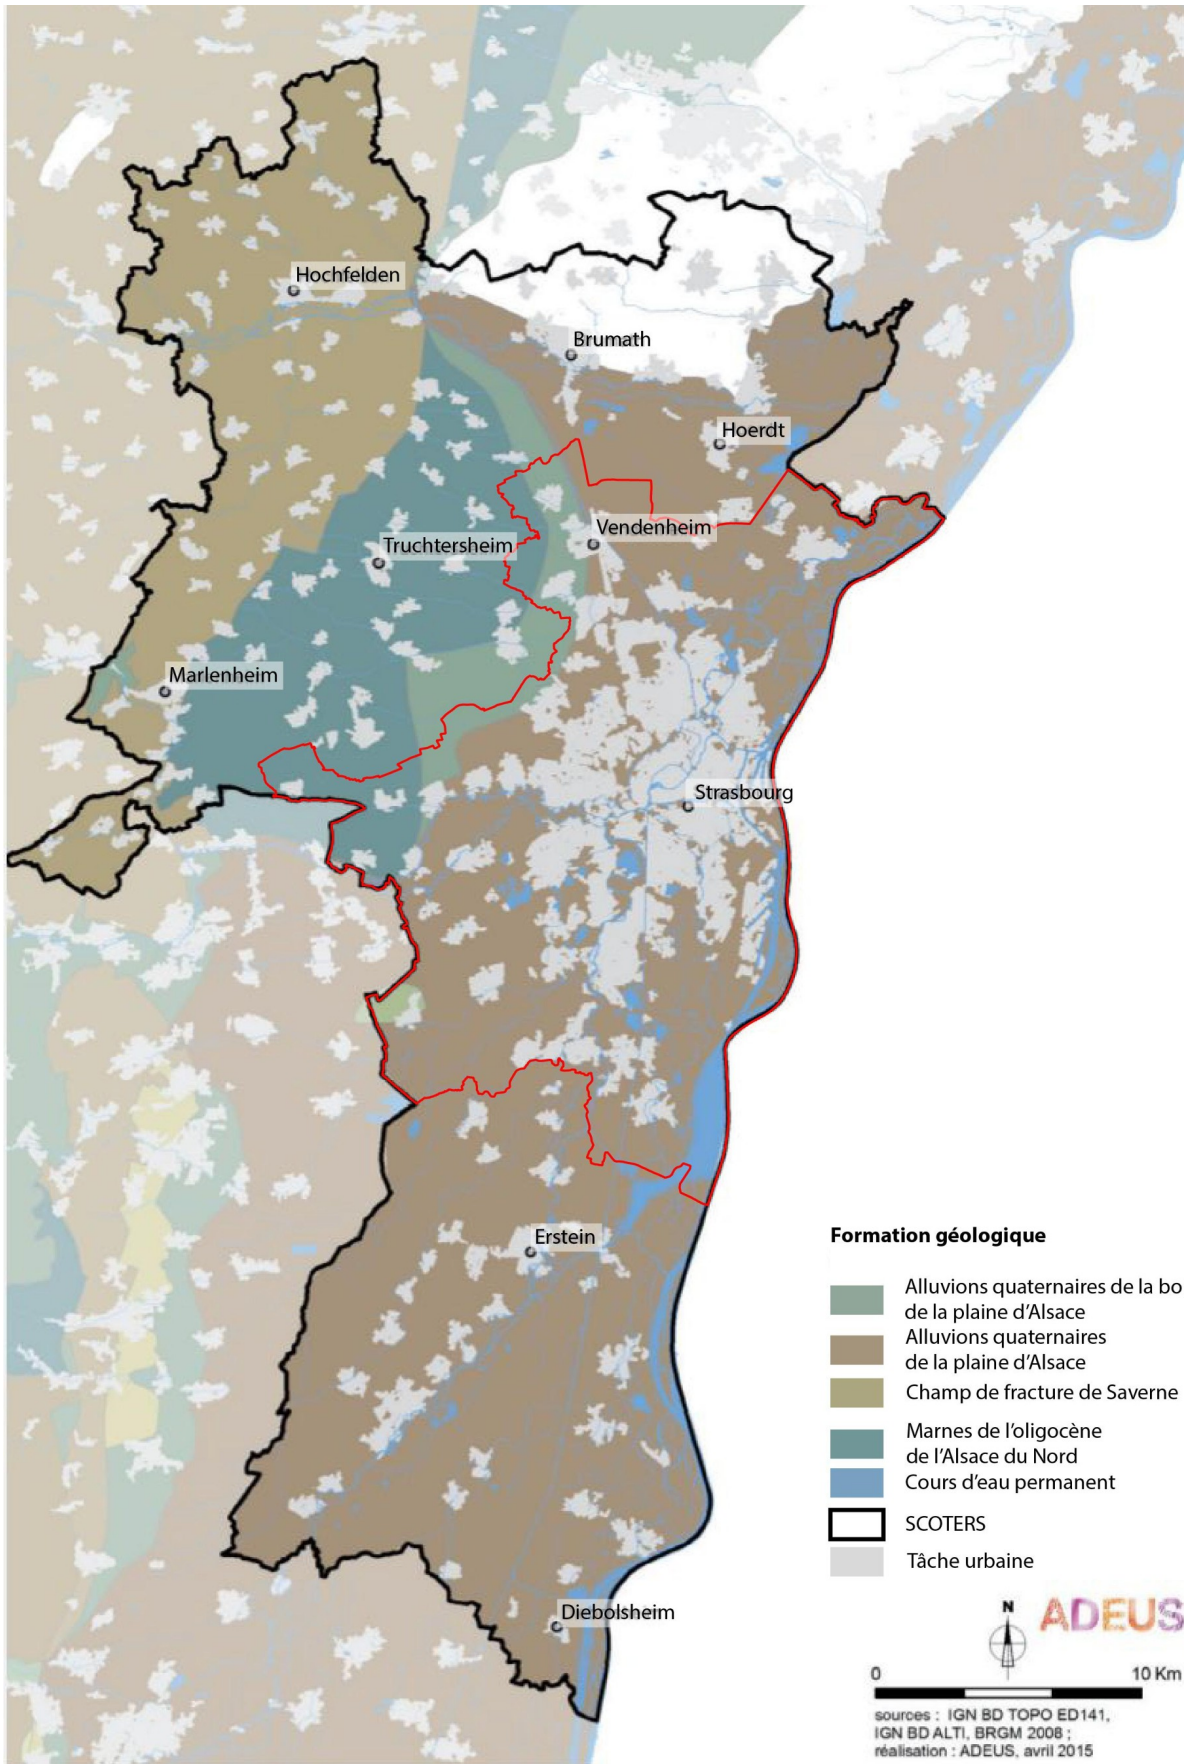 Hochfelden
Brumath
Hoerdt
Vendenheim
Truchtersheim
Marlenheim
Strasbourg
Erstein
Diebolsheim
Formation géologique
Alluvions quaternaires de la bo
de la plaine d'Alsace
Alluvions quaternaires
de la plaine d'Alsace
Champ de fracture de Saverne
Marnes de l'oligocène
de l'Alsace du Nord
Cours d'eau permanent
SCOTERS
Tâche urbaine
N
ADEUS
0 10 Km
sources : IGN BD TOPO ED141,
IGN BD ALTI, BRGM 2008 ;
réalisation : ADEUS, avril 2015